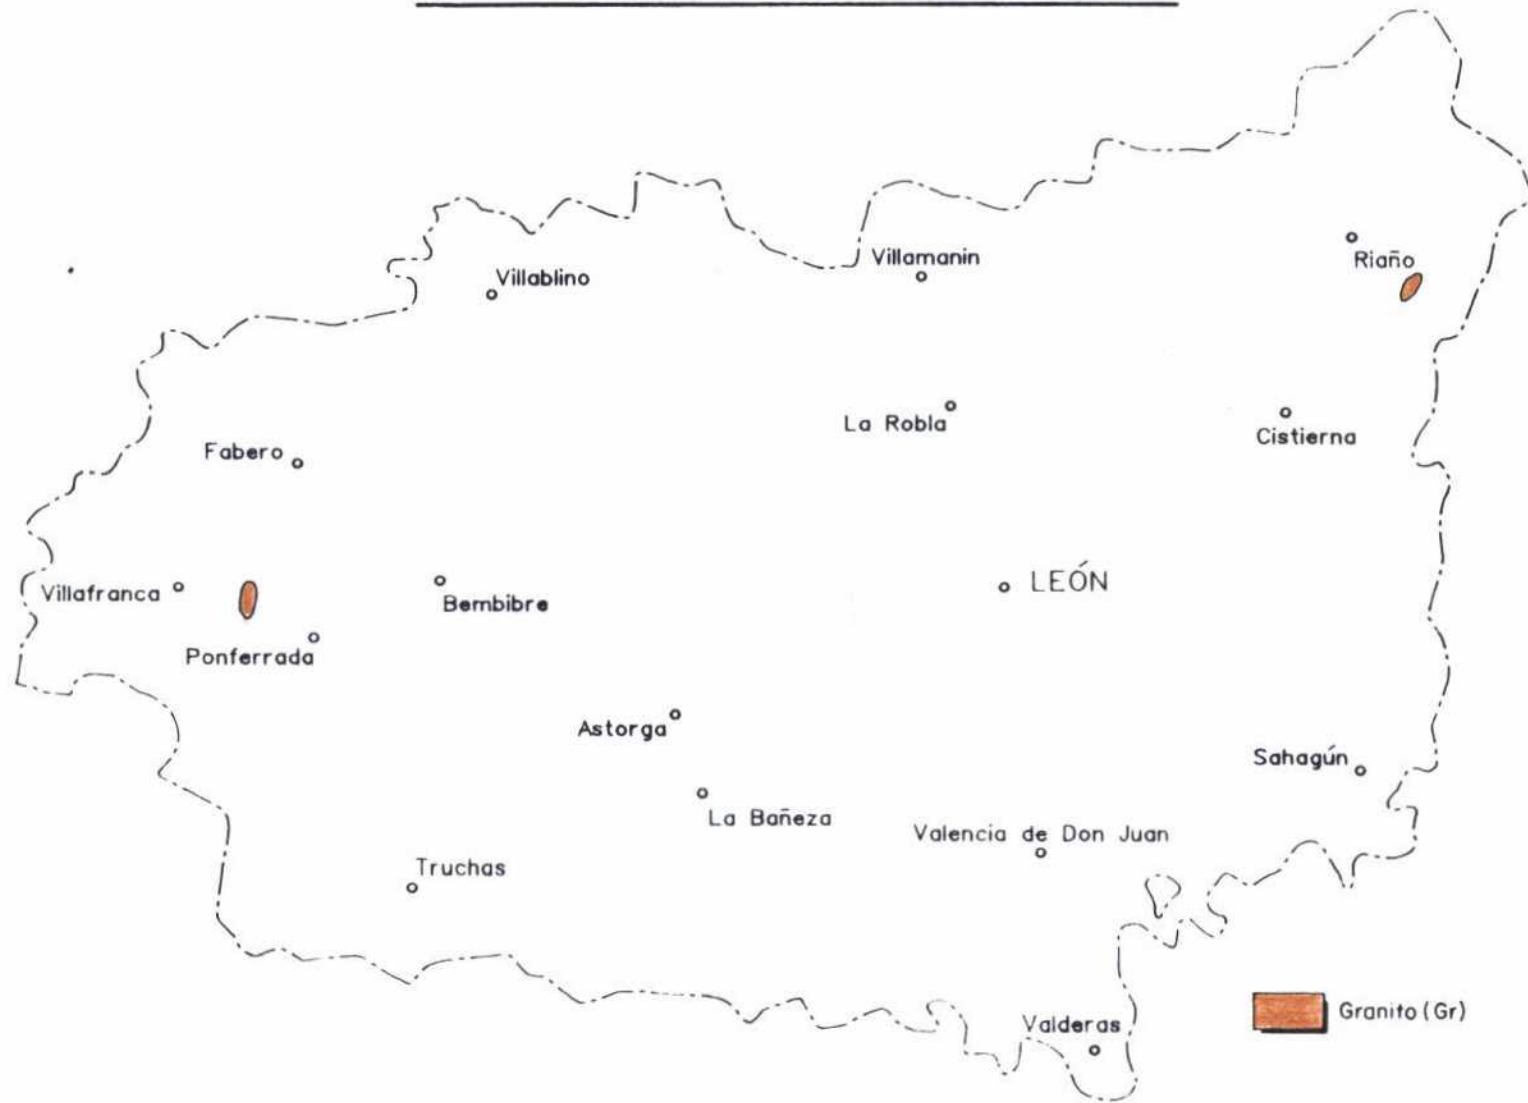 Riaño
Villamanin
Villablino
La Robla
Cistierna
Fabero
LEÓN
Villafranca
Bembibre
Ponferrada
Astorga
Sahagún
La Bañeza
Valencia de Don Juan
Truchas
Granito (Gr)
Valderas